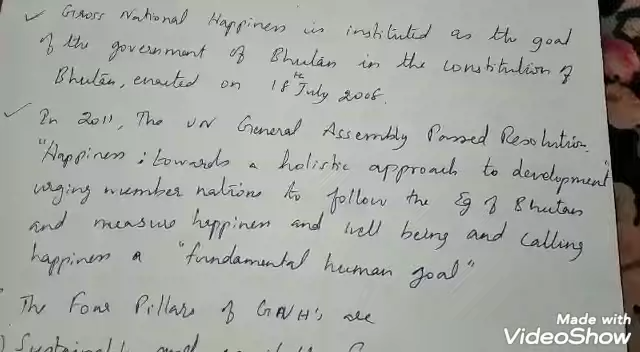 ✓ Gross National Happiness is instituted as the goal
of the government of Bhutan in the constitution of
Bhutan, enacted on 18th July 2008.
✓ In 2011, The UN General Assembly Passed Resolution
"Happiness : towards a holistic approach to development"
urging member nations to follow the Eg of Bhutan
and measure happiness and well being and calling
happiness a "fundamental human goal"
The Four Pillars of GNH's are
Sustainable and equitable
Made with
VideoShow